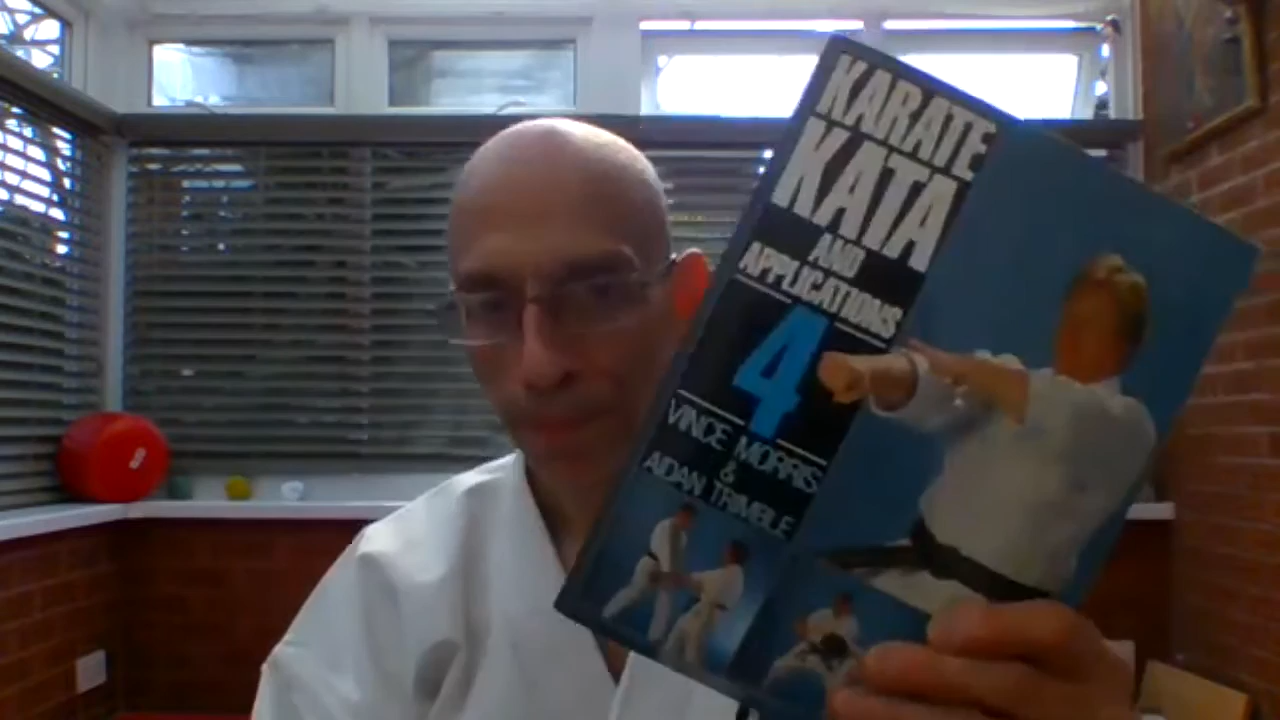 KARATE
KATA
AND
APPLICATIONS
4
VINCE MORRIS
&
AIDAN TRIMBLE